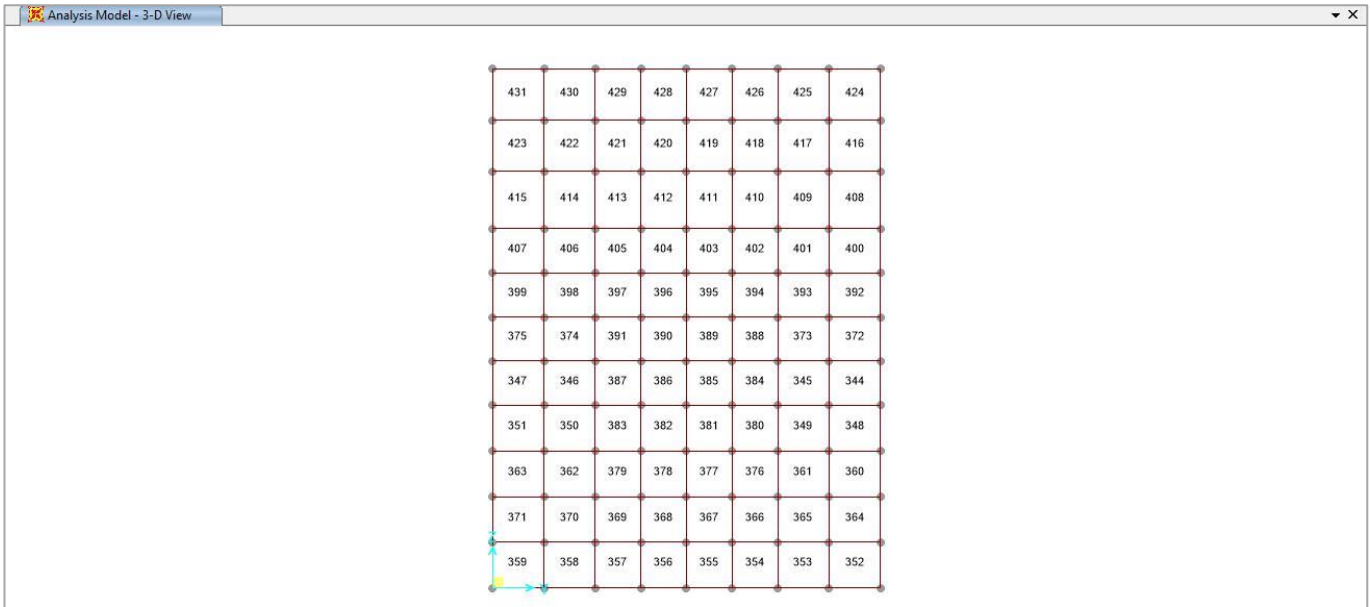 Analysis Model - 3-D View
431 430 429 428 427 426 425 424
423 422 421 420 419 418 417 416
415 414 413 412 411 410 409 408
407 406 405 404 403 402 401 400
399 398 397 396 395 394 393 392
375 374 391 390 389 388 373 372
347 346 387 386 385 384 345 344
351 350 383 382 381 380 349 348
363 362 379 378 377 376 361 360
371 370 369 368 367 366 365 364
Z
359 358 357 356 355 354 353 352
Y